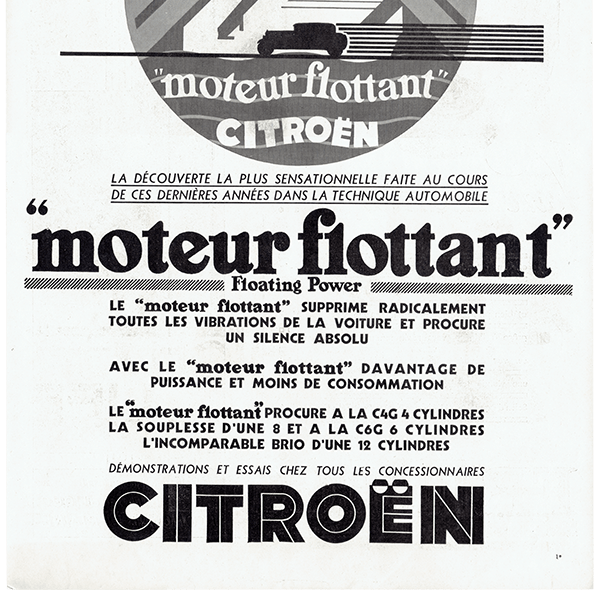 "moteur flottant"
CITROËN
LA DÉCOUVERTE LA PLUS SENSATIONNELLE FAITE AU COURS
DE CES DERNIÈRES ANNÉES DANS LA TECHNIQUE AUTOMOBILE
"moteur flottant"
Floating Power
LE "moteur flottant" SUPPRIME RADICALEMENT
TOUTES LES VIBRATIONS DE LA VOITURE ET PROCURE
UN SILENCE ABSOLU
AVEC LE "moteur flottant" DAVANTAGE DE
PUISSANCE ET MOINS DE CONSOMMATION
LE "moteur flottant" PROCURE A LA C4G 4 CYLINDRES
LA SOUPLESSE D'UNE 8 ET A LA C6G 6 CYLINDRES
L'INCOMPARABLE BRIO D'UNE 12 CYLINDRES
DÉMONSTRATIONS ET ESSAIS CHEZ TOUS LES CONCESSIONNAIRES
CITROËN